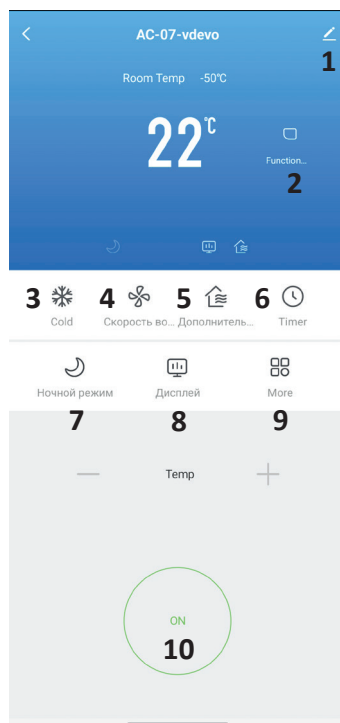 AC-07-vdevo
1
Room Temp -50℃
22℃
Function...
2
3 4 5 6
Cold Скорость во... Дополнитель... Timer
Ночной режим Дисплей More
7 8 9
Temp
ON
10